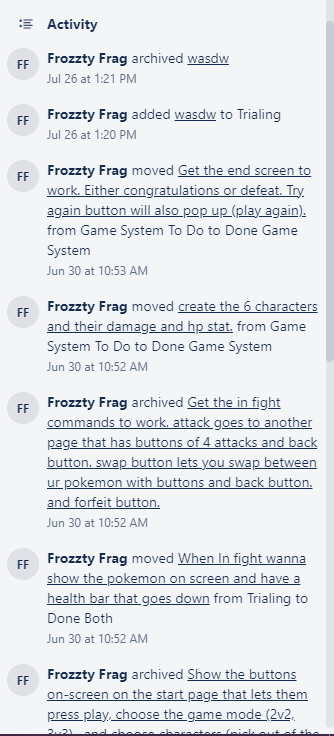 Activity
FF
Frozzty Frag archived wasdw
Jul 26 at 1:21 PM
FF
Frozzty Frag added wasdw to Trialing
Jul 26 at 1:20 PM
FF
Frozzty Frag moved Get the end screen to
work. Either congratulations or defeat. Try
again button will also pop up (play again).
from Game System To Do to Done Game
System
Jun 30 at 10:53 AM
FF
Frozzty Frag moved create the 6 characters
and their damage and hp stat. from Game
System To Do to Done Game System
Jun 30 at 10:52 AM
FF
Frozzty Frag archived Get the in fight
commands to work. attack goes to another
page that has buttons of 4 attacks and back
button. swap button lets you swap between
ur pokemon with buttons and back button.
and forfeit button.
Jun 30 at 10:52 AM
FF
Frozzty Frag moved When In fight wanna
show the pokemon on screen and have a
health bar that goes down from Trialing to
Done Both
Jun 30 at 10:52 AM
FF
Frozzty Frag archived Show the buttons
on-screen on the start page that lets them
press play, choose the game mode (2v2,
3v3), and choose characters (pick out of the